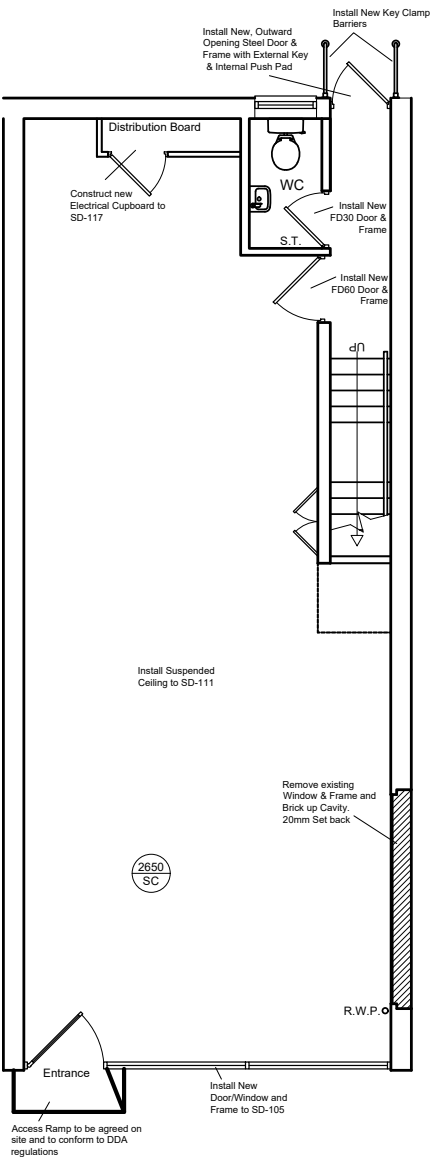 Install New Key Clamp
Barriers
Install New, Outward
Opening Steel Door &
Frame with External Key
& Internal Push Pad
Distribution Board
Construct new
Electrical Cupboard to
SD-117
WC
S.T.
Install New
FD30 Door &
Frame
Install New
FD60 Door &
Frame
UP
Install Suspended
Ceiling to SD-111
Remove existing
Window & Frame and
Brick up Cavity.
20mm Set back
2650
SC
R.W.P.
Entrance
Install New
Door/Window and
Frame to SD-105
Access Ramp to be agreed on
site and to conform to DDA
regulations